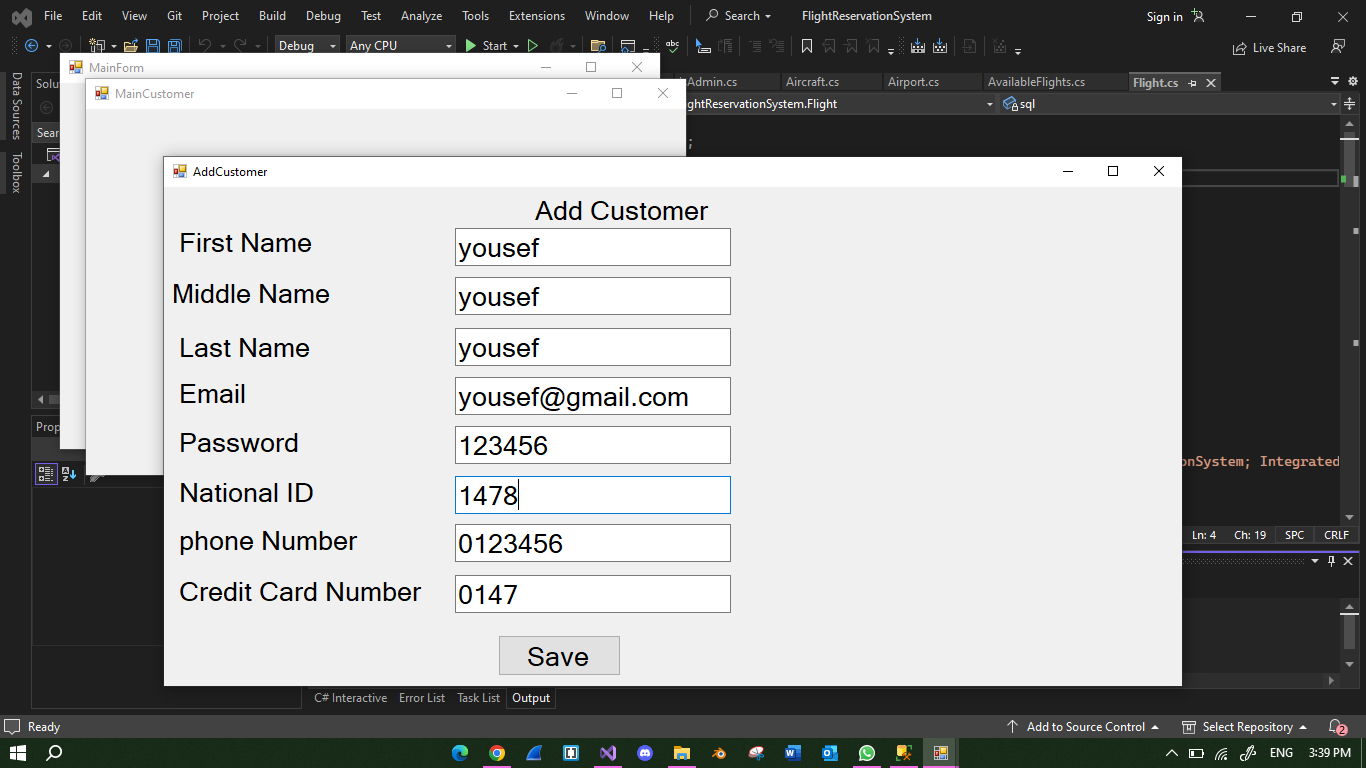 File Edit View Git Project Build Debug Test Analyze Tools Extensions Window Help Search FlightReservationSystem Sign in
Debug Any CPU Start Live Share
MainForm
MainCustomer
Data Sources
Toolbox
Admin.cs Aircraft.cs Airport.cs AvailableFlights.cs Flight.cs
ghtReservationSystem.Flight sql
;
AddCustomer
Add Customer
First Name yousef
Middle Name yousef
Last Name yousef
Email yousef@gmail.com
Password 123456
National ID 1478
phone Number 0123456
Credit Card Number 0147
Save
onSystem; Integrated
Ln: 4 Ch: 19 SPC CRLF
C# Interactive Error List Task List Output
Ready Add to Source Control Select Repository 2
ENG 3:39 PM